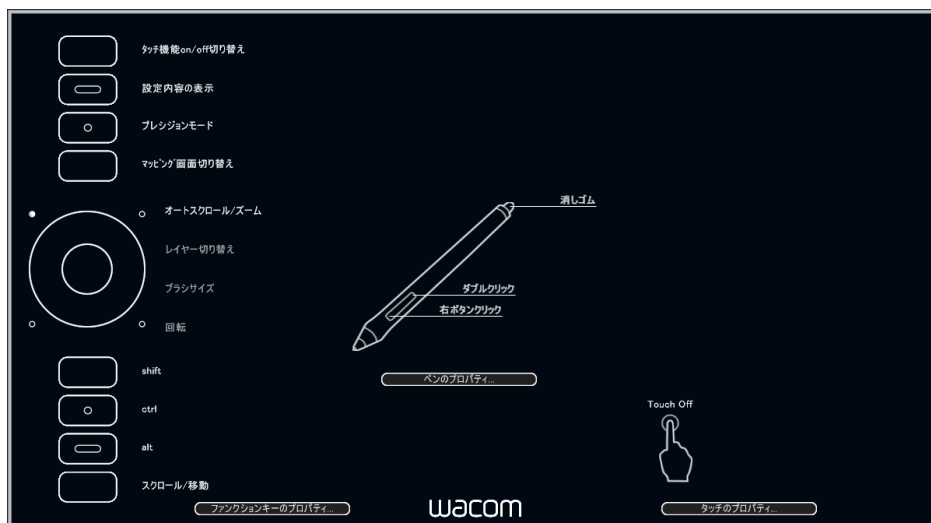 タッチ機能on/off切り替え
設定内容の表示
プレシジョンモード
マッピング画面切り替え
オートスクロール/ズーム
レイヤー切り替え
ブラシサイズ
回転
shift
ctrl
alt
スクロール/移動
ファンクションキーのプロパティ...
消しゴム
ダブルクリック
右ボタンクリック
ペンのプロパティ...
wacom
Touch Off
タッチのプロパティ...